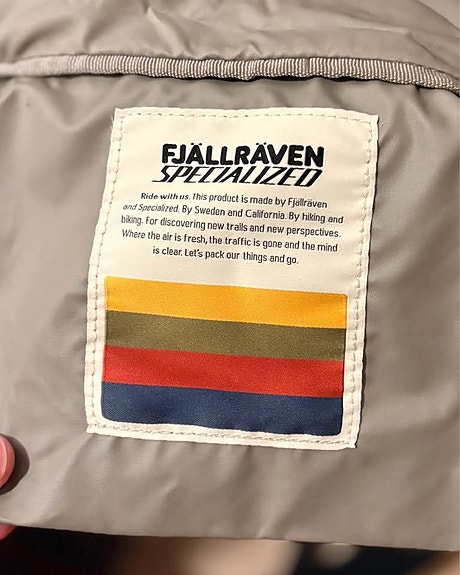 FJÄLLRÄVEN
SPECIALIZED
Ride with us. This product is made by Fjällräven
and Specialized. By Sweden and California. By hiking and
biking. For discovering new trails and new perspectives.
Where the air is fresh, the traffic is gone and the mind
is clear. Let's pack our things and go.